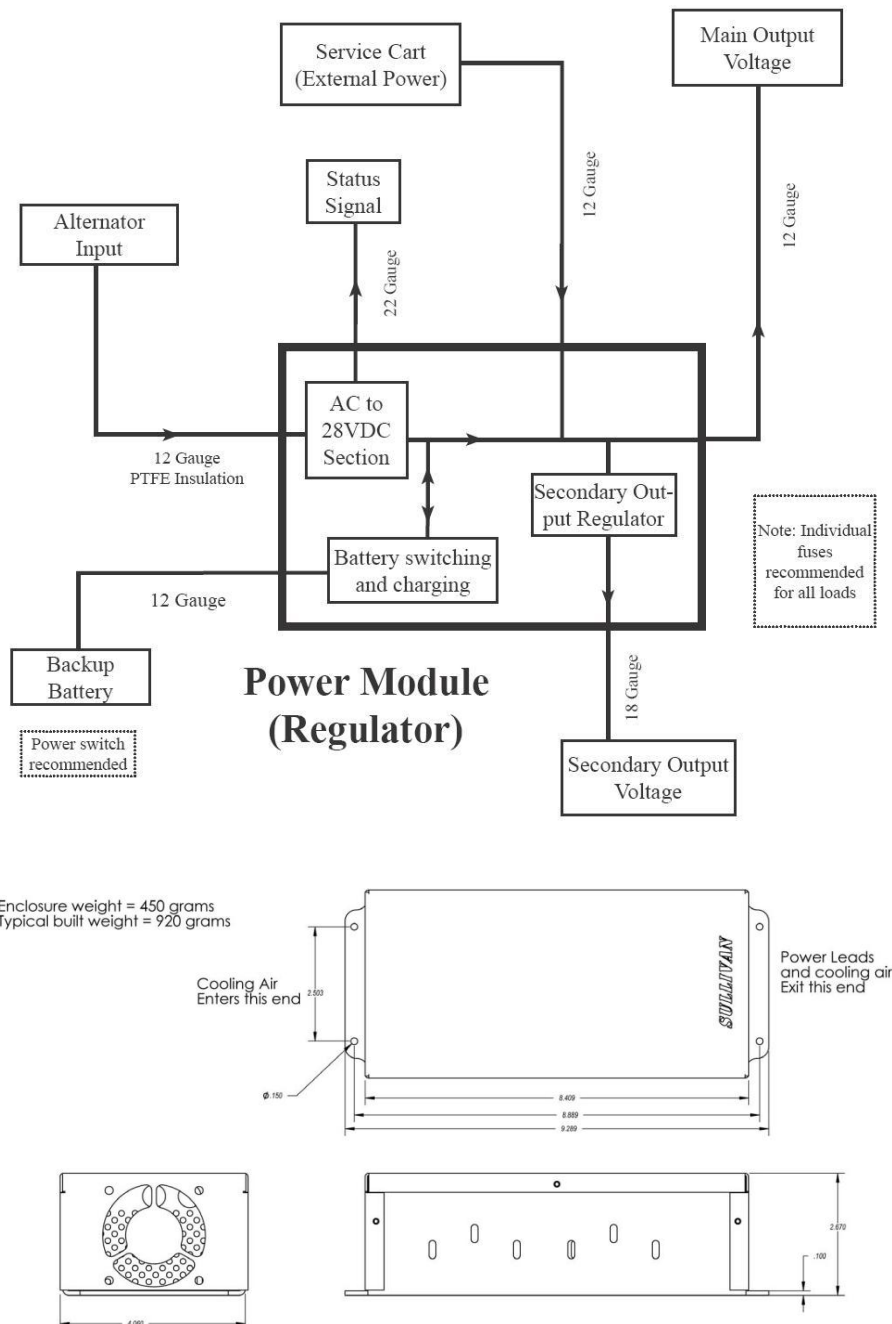 Service Cart
(External Power)
Main Output
Voltage
Status
Signal
Alternator
Input
12 Gauge
12 Gauge
22 Gauge
AC to
28VDC
Section
12 Gauge
PTFE Insulation
Secondary Out-
put Regulator
Note: Individual
fuses
recommended
for all loads
Battery switching
and charging
12 Gauge
Backup
Battery
Power Module
(Regulator)
18 Gauge
Power switch
recommended
Secondary Output
Voltage
Enclosure weight = 450 grams
Typical built weight = 920 grams
Cooling Air
Enters this end
2.503
SULLIVAN
Power Leads
and cooling air
Exit this end
Ø.150
8.409
8.889
9.289
2.670
.100